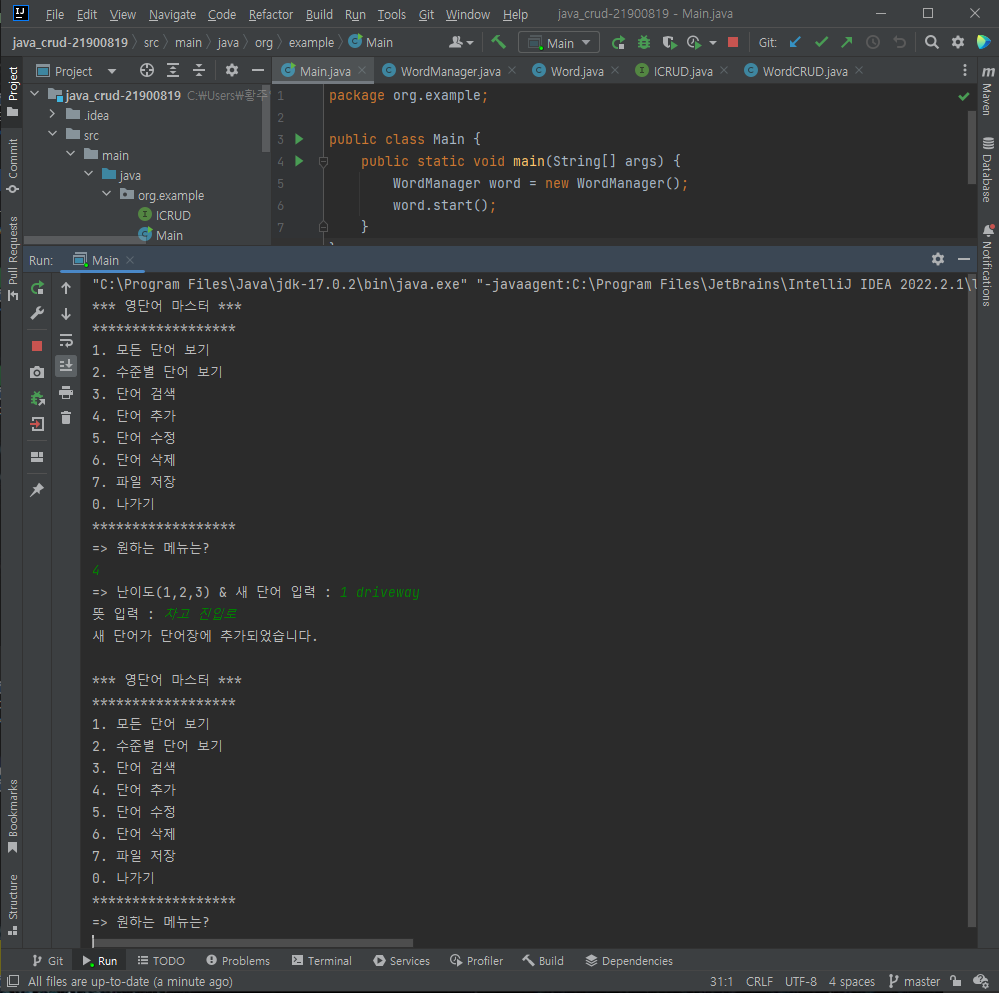 File Edit View Navigate Code Refactor Build Run Tools Git Window Help java_crud-21900819 - Main.java
java_crud-21900819 src main java org example Main Main Git:
Project Main.java WordManager.java Word.java ICRUD.java WordCRUD.java
java_crud-21900819 C:₩Users₩황주
.idea
src
main
java
org.example
ICRUD
Main
1 package org.example;
2
3 public class Main {
4 public static void main(String[] args) {
5 WordManager word = new WordManager();
6 word.start();
7 }
Project
Commit
Pull Requests
Bookmarks
Structure
Maven
Database
Notifications
Run: Main
"C:\Program Files\Java\jdk-17.0.2\bin\java.exe" "-javaagent:C:\Program Files\JetBrains\IntelliJ IDEA 2022.2.1\l
*** 영단어 마스터 ***
******************
1. 모든 단어 보기
2. 수준별 단어 보기
3. 단어 검색
4. 단어 추가
5. 단어 수정
6. 단어 삭제
7. 파일 저장
0. 나가기
******************
=> 원하는 메뉴는?
4
=> 난이도(1,2,3) & 새 단어 입력 : 1 driveway
뜻 입력 : 차고 진입로
새 단어가 단어장에 추가되었습니다.
*** 영단어 마스터 ***
******************
1. 모든 단어 보기
2. 수준별 단어 보기
3. 단어 검색
4. 단어 추가
5. 단어 수정
6. 단어 삭제
7. 파일 저장
0. 나가기
******************
=> 원하는 메뉴는?
Git Run TODO Problems Terminal Services Profiler Build Dependencies
All files are up-to-date (a minute ago) 31:1 CRLF UTF-8 4 spaces master